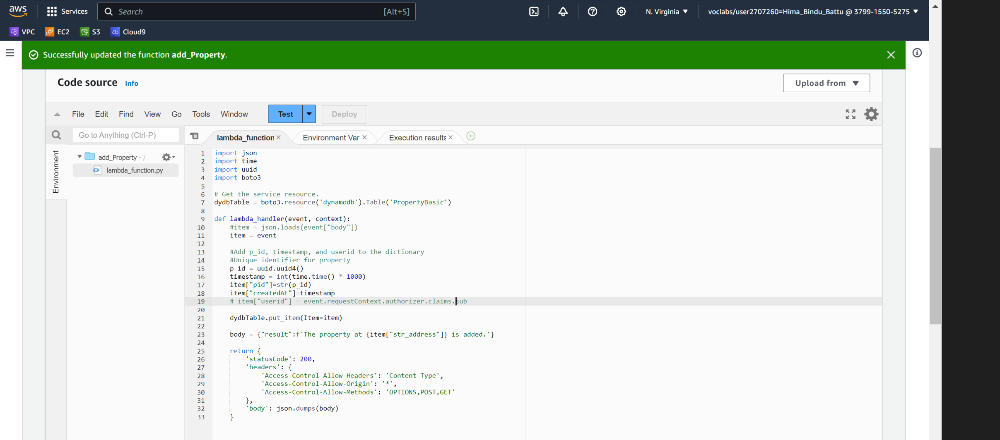 aws
Services
Search [Alt+S]
N. Virginia ▼
voclabs/user2707260=Hima_Bindu_Battu @ 3799-1550-5275 ▼
VPC EC2 S3 Cloud9
Successfully updated the function add_Property.
Code source Info
Upload from ▼
File Edit Find View Go Tools Window Test Deploy
Go to Anything (Ctrl-P)
lambda_function × Environment Vari × Execution results ×
Environment
add_Property - /
lambda_function.py
1 import json
2 import time
3 import uuid
4 import boto3
5
6 # Get the service resource.
7 dydbTable = boto3.resource('dynamodb').Table('PropertyBasic')
8
9 def lambda_handler(event, context):
10     #item = json.loads(event["body"])
11     item = event
12
13     #Add p_id, timestamp, and userid to the dictionary
14     #Unique identifier for property
15     p_id = uuid.uuid4()
16     timestamp = int(time.time() * 1000)
17     item["pid"]=str(p_id)
18     item["createdAt"]=timestamp
19     # item["userid"] = event.requestContext.authorizer.claims.sub
20
21     dydbTable.put_item(Item=item)
22
23     body = {"result":f'The property at {item["str_address"]} is added.'}
24
25     return {
26         'statusCode': 200,
27         'headers': {
28             'Access-Control-Allow-Headers': 'Content-Type',
29             'Access-Control-Allow-Origin': '*',
30             'Access-Control-Allow-Methods': 'OPTIONS,POST,GET'
31         },
32         'body': json.dumps(body)
33     }